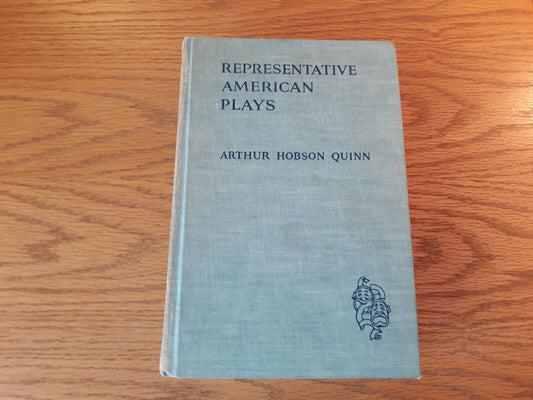 REPRESENTATIVE
AMERICAN
PLAYS
ARTHUR HOBSON QUINN